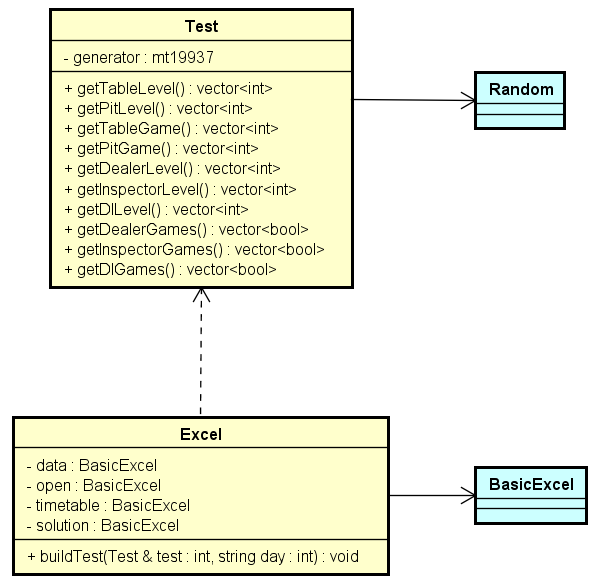 Test
- generator : mt19937
+ getTableLevel() : vector<int>
+ getPitLevel() : vector<int>
+ getTableGame() : vector<int>
+ getPitGame() : vector<int>
+ getDealerLevel() : vector<int>
+ getInspectorLevel() : vector<int>
+ getDILevel() : vector<int>
+ getDealerGames() : vector<bool>
+ getInspectorGames() : vector<bool>
+ getDIGames() : vector<bool>
Random
Excel
- data : BasicExcel
- open : BasicExcel
- timetable : BasicExcel
- solution : BasicExcel
+ buildTest(Test & test : int, string day : int) : void
BasicExcel